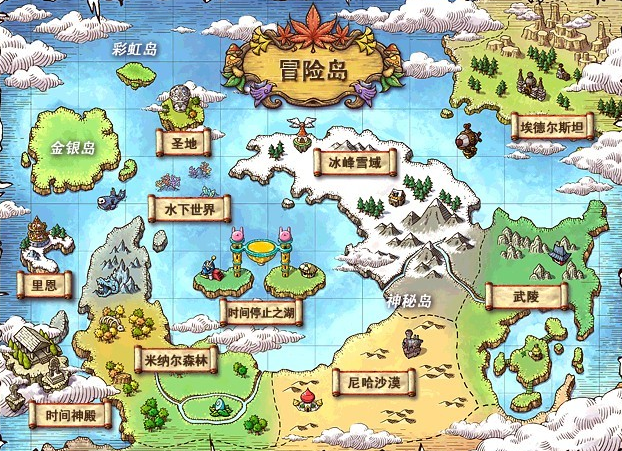 彩虹岛
冒险岛
埃德尔斯坦
金银岛
圣地
冰峰雪域
水下世界
里恩
时间停止之湖
神秘岛
武陵
米纳尔森林
尼哈沙漠
时间神殿